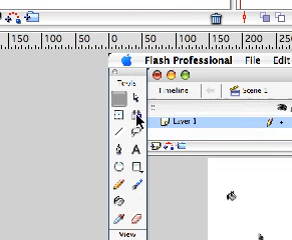 150 100 50 0 50 100 150 200 250
Flash Professional File Edit
Tools
Timeline Scene 1
Layer 1
A
View